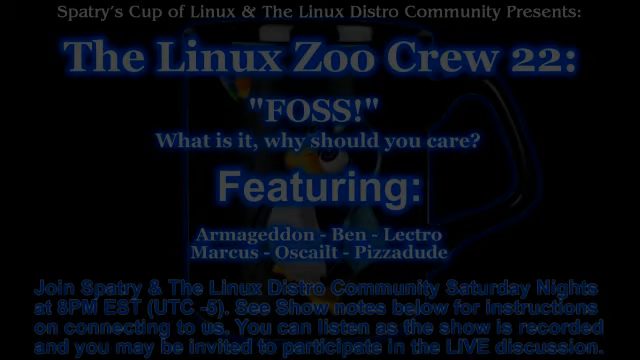 Spatry's Cup of Linux & The Linux Distro Community Presents:
The Linux Zoo Crew 22:
"FOSS!"
What is it, why should you care?
Featuring:
Armageddon - Ben - Lectro
Marcus - Oscailt - Pizzadude
Join Spatry & The Linux Distro Community Saturday Nights
at 8PM EST (UTC -5). See Show notes below for instructions
on connecting to us. You can listen as the show is recorded
and you may be invited to participate in the LIVE discussion.